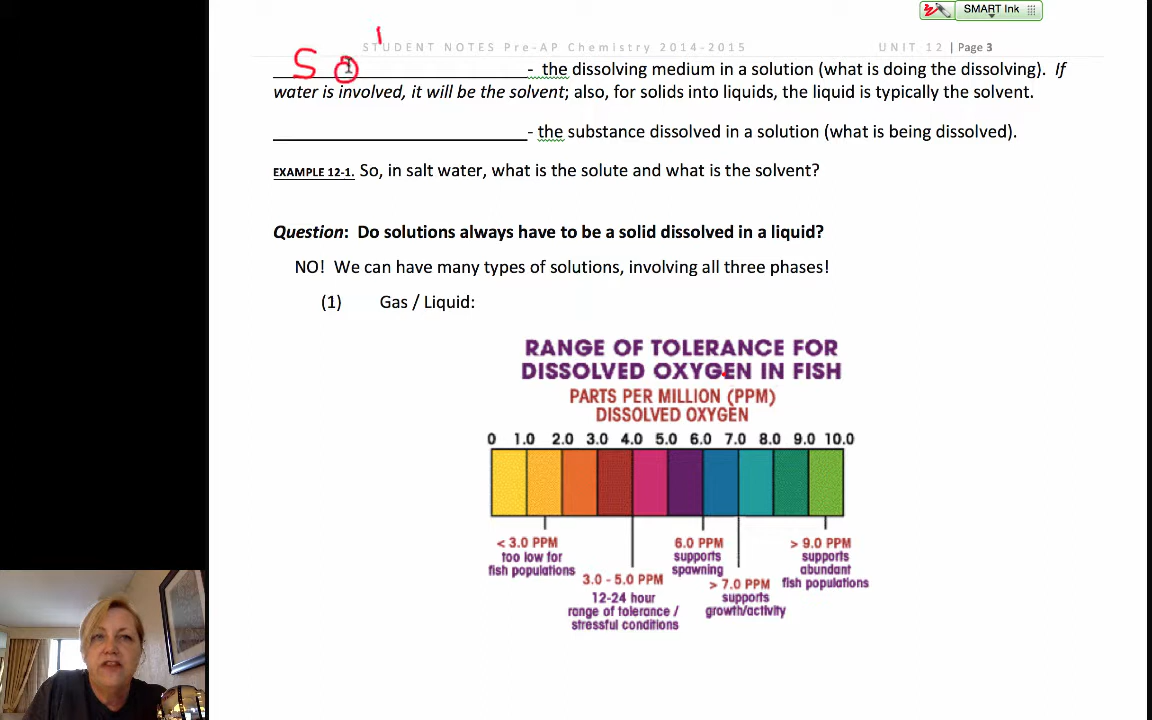 SMART Ink
STUDENT NOTES Pre-AP Chemistry 2014-2015 UNIT 12 | Page 3
So
____________________ - the dissolving medium in a solution (what is doing the dissolving). If
water is involved, it will be the solvent; also, for solids into liquids, the liquid is typically the solvent.
____________________ - the substance dissolved in a solution (what is being dissolved).
EXAMPLE 12-1. So, in salt water, what is the solute and what is the solvent?
Question: Do solutions always have to be a solid dissolved in a liquid?
NO! We can have many types of solutions, involving all three phases!
(1) Gas / Liquid:
RANGE OF TOLERANCE FOR
DISSOLVED OXYGEN IN FISH
PARTS PER MILLION (PPM)
DISSOLVED OXYGEN
0 1.0 2.0 3.0 4.0 5.0 6.0 7.0 8.0 9.0 10.0
< 3.0 PPM
too low for
fish populations
3.0 - 5.0 PPM
12-24 hour
range of tolerance /
stressful conditions
6.0 PPM
supports
spawning
> 7.0 PPM
supports
growth/activity
> 9.0 PPM
supports
abundant
fish populations